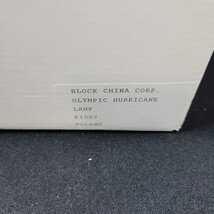 BLOCK CHINA CORP.
OLYMPIC HURRICANE
LAMP
K1002
POLAND